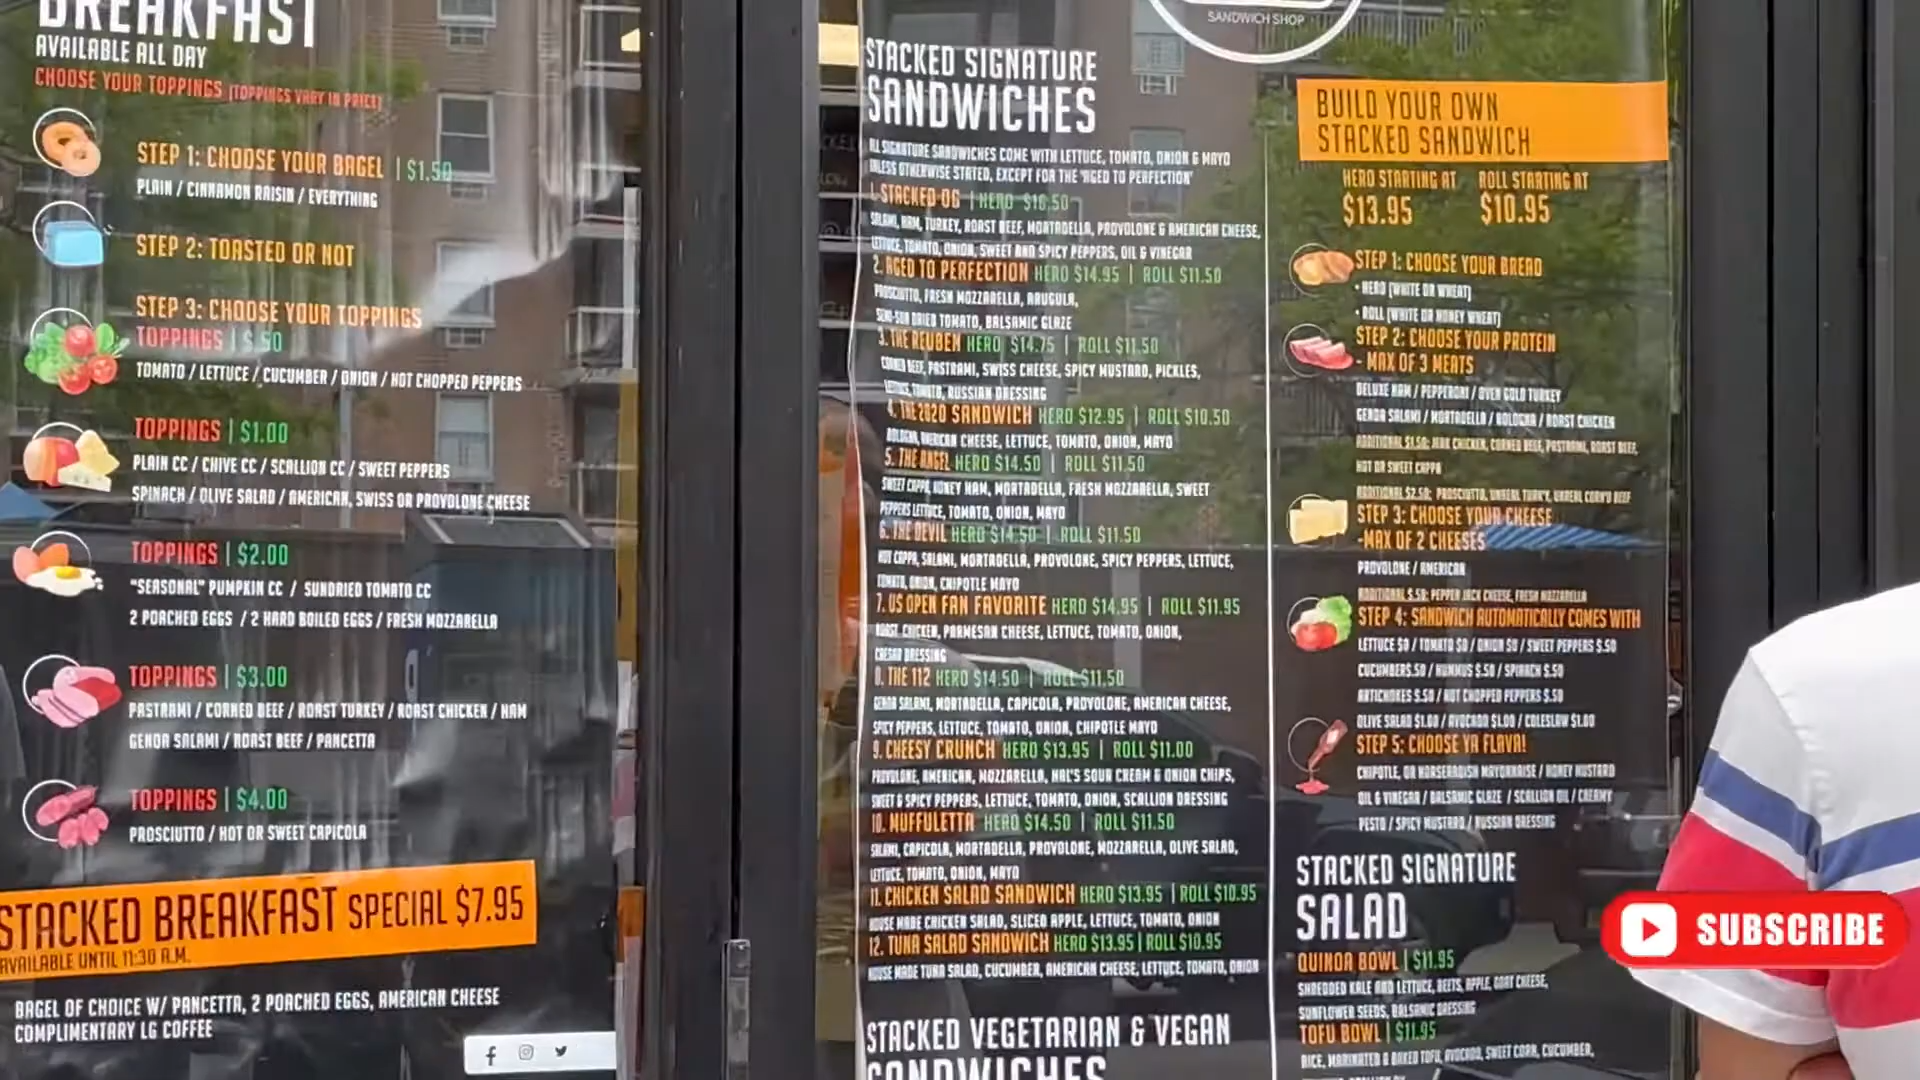 BREAKFAST
AVAILABLE ALL DAY
CHOOSE YOUR TOPPINGS (TOPPINGS VARY IN PRICE)
STEP 1: CHOOSE YOUR BAGEL | $1.50
PLAIN / CINNAMON RAISIN / EVERYTHING
STEP 2: TOASTED OR NOT
STEP 3: CHOOSE YOUR TOPPINGS
TOPPINGS | $.50
TOMATO / LETTUCE / CUCUMBER / ONION / HOT CHOPPED PEPPERS
TOPPINGS | $1.00
PLAIN CC / CHIVE CC / SCALLION CC / SWEET PEPPERS
SPINACH / OLIVE SALAD / AMERICAN, SWISS OR PROVOLONE CHEESE
TOPPINGS | $2.00
"SEASONAL" PUMPKIN CC / SUNDRIED TOMATO CC
2 POACHED EGGS / 2 HARD BOILED EGGS / FRESH MOZZARELLA
TOPPINGS | $3.00
PASTRAMI / CORNED BEEF / ROAST TURKEY / ROAST CHICKEN / HAM
GENOA SALAMI / ROAST BEEF / PANCETTA
TOPPINGS | $4.00
PROSCIUTTO / HOT OR SWEET CAPICOLA
STACKED BREAKFAST SPECIAL $7.95
AVAILABLE UNTIL 11:30 A.M.
BAGEL OF CHOICE W/ PANCETTA, 2 POACHED EGGS, AMERICAN CHEESE
COMPLIMENTARY LG COFFEE
SANDWICH SHOP
STACKED SIGNATURE
SANDWICHES
ALL SIGNATURE SANDWICHES COME WITH LETTUCE, TOMATO, ONION & MAYO
UNLESS OTHERWISE STATED, EXCEPT FOR THE "AGED TO PERFECTION"
1. STACKED OG | HERO $16.50
SALAMI, HAM, TURKEY, ROAST BEEF, MORTADELLA, PROVOLONE & AMERICAN CHEESE,
LETTUCE, TOMATO, ONION, SWEET AND SPICY PEPPERS, OIL & VINEGAR
2. AGED TO PERFECTION HERO $14.95 | ROLL $11.50
PROSCIUTTO, FRESH MOZZARELLA, ARUGULA,
SEMI-SUN DRIED TOMATO, BALSAMIC GLAZE
3. THE REUBEN HERO $14.75 | ROLL $11.50
CORNED BEEF, PASTRAMI, SWISS CHEESE, SPICY MUSTARD, PICKLES,
LETTUCE, TOMATO, RUSSIAN DRESSING
4. THE 2020 SANDWICH HERO $12.95 | ROLL $10.50
BOLOGNA, AMERICAN CHEESE, LETTUCE, TOMATO, ONION, MAYO
5. THE ANGEL HERO $14.50 | ROLL $11.50
SWEET CAPPA, HONEY HAM, MORTADELLA, FRESH MOZZARELLA, SWEET
PEPPERS LETTUCE, TOMATO, ONION, MAYO
6. THE DEVIL HERO $14.50 | ROLL $11.50
HOT CAPPA, SALAMI, MORTADELLA, PROVOLONE, SPICY PEPPERS, LETTUCE,
TOMATO, ONION, CHIPOTLE MAYO
7. US OPEN FAN FAVORITE HERO $14.95 | ROLL $11.95
ROAST CHICKEN, PARMESAN CHEESE, LETTUCE, TOMATO, ONION,
CAESAR DRESSING
8. THE 112 HERO $14.50 | ROLL $11.50
GENOA SALAMI, MORTADELLA, CAPICOLA, PROVOLONE, AMERICAN CHEESE,
SPICY PEPPERS, LETTUCE, TOMATO, ONION, CHIPOTLE MAYO
9. CHEESY CRUNCH HERO $13.95 | ROLL $11.00
PROVOLONE, AMERICAN, MOZZARELLA, HAL'S SOUR CREAM & ONION CHIPS,
SWEET & SPICY PEPPERS, LETTUCE, TOMATO, ONION, SCALLION DRESSING
10. MUFFULETTA HERO $14.50 | ROLL $11.50
SALAMI, CAPICOLA, MORTADELLA, PROVOLONE, MOZZARELLA, OLIVE SALAD,
LETTUCE, TOMATO, ONION, MAYO
11. CHICKEN SALAD SANDWICH HERO $13.95 | ROLL $10.95
HOUSE MADE CHICKEN SALAD, SLICED APPLE, LETTUCE, TOMATO, ONION
12. TUNA SALAD SANDWICH HERO $13.95 | ROLL $10.95
HOUSE MADE TUNA SALAD, CUCUMBER, AMERICAN CHEESE, LETTUCE, TOMATO, ONION
STACKED VEGETARIAN & VEGAN
SANDWICHES
BUILD YOUR OWN
STACKED SANDWICH
HERO STARTING AT ROLL STARTING AT
$13.95 $10.95
STEP 1: CHOOSE YOUR BREAD
• HERO (WHITE OR WHEAT)
• ROLL (WHITE OR HONEY WHEAT)
STEP 2: CHOOSE YOUR PROTEIN
- MAX OF 3 MEATS
DELUXE HAM / PEPPERONI / OVEN GOLD TURKEY
GENOA SALAMI / MORTADELLA / BOLOGNA / ROAST CHICKEN
ADDITIONAL $1.50: JERK CHICKEN, CORNED BEEF, PASTRAMI, ROAST BEEF,
HOT OR SWEET CAPPA
ADDITIONAL $2.50: PROSCIUTTO, UNREAL TURK'Y, UNREAL CORN'D BEEF
STEP 3: CHOOSE YOUR CHEESE
-MAX OF 2 CHEESES
PROVOLONE / AMERICAN
ADDITIONAL $.50: PEPPER JACK CHEESE, FRESH MOZZARELLA
STEP 4: SANDWICH AUTOMATICALLY COMES WITH
LETTUCE $0 / TOMATO $0 / ONION $0 / SWEET PEPPERS $.50
CUCUMBERS.50 / HUMMUS $.50 / SPINACH $.50
ARTICHOKES $.50 / HOT CHOPPED PEPPERS $.50
OLIVE SALAD $1.00 / AVOCADO $1.00 / COLESLAW $1.00
STEP 5: CHOOSE YA FLAVA!
CHIPOTLE, OR HORSERADISH MAYONNAISE / HONEY MUSTARD
OIL & VINEGAR / BALSAMIC GLAZE / SCALLION OIL / CREAMY
PESTO / SPICY MUSTARD / RUSSIAN DRESSING
STACKED SIGNATURE
SALAD
QUINOA BOWL | $11.95
SHREDDED KALE AND LETTUCE, BEETS, APPLE, GOAT CHEESE,
SUNFLOWER SEEDS, BALSAMIC DRESSING
TOFU BOWL | $11.95
RICE, MARINATED & BAKED TOFU, AVOCADO, SWEET CORN, CUCUMBER,
SUBSCRIBE